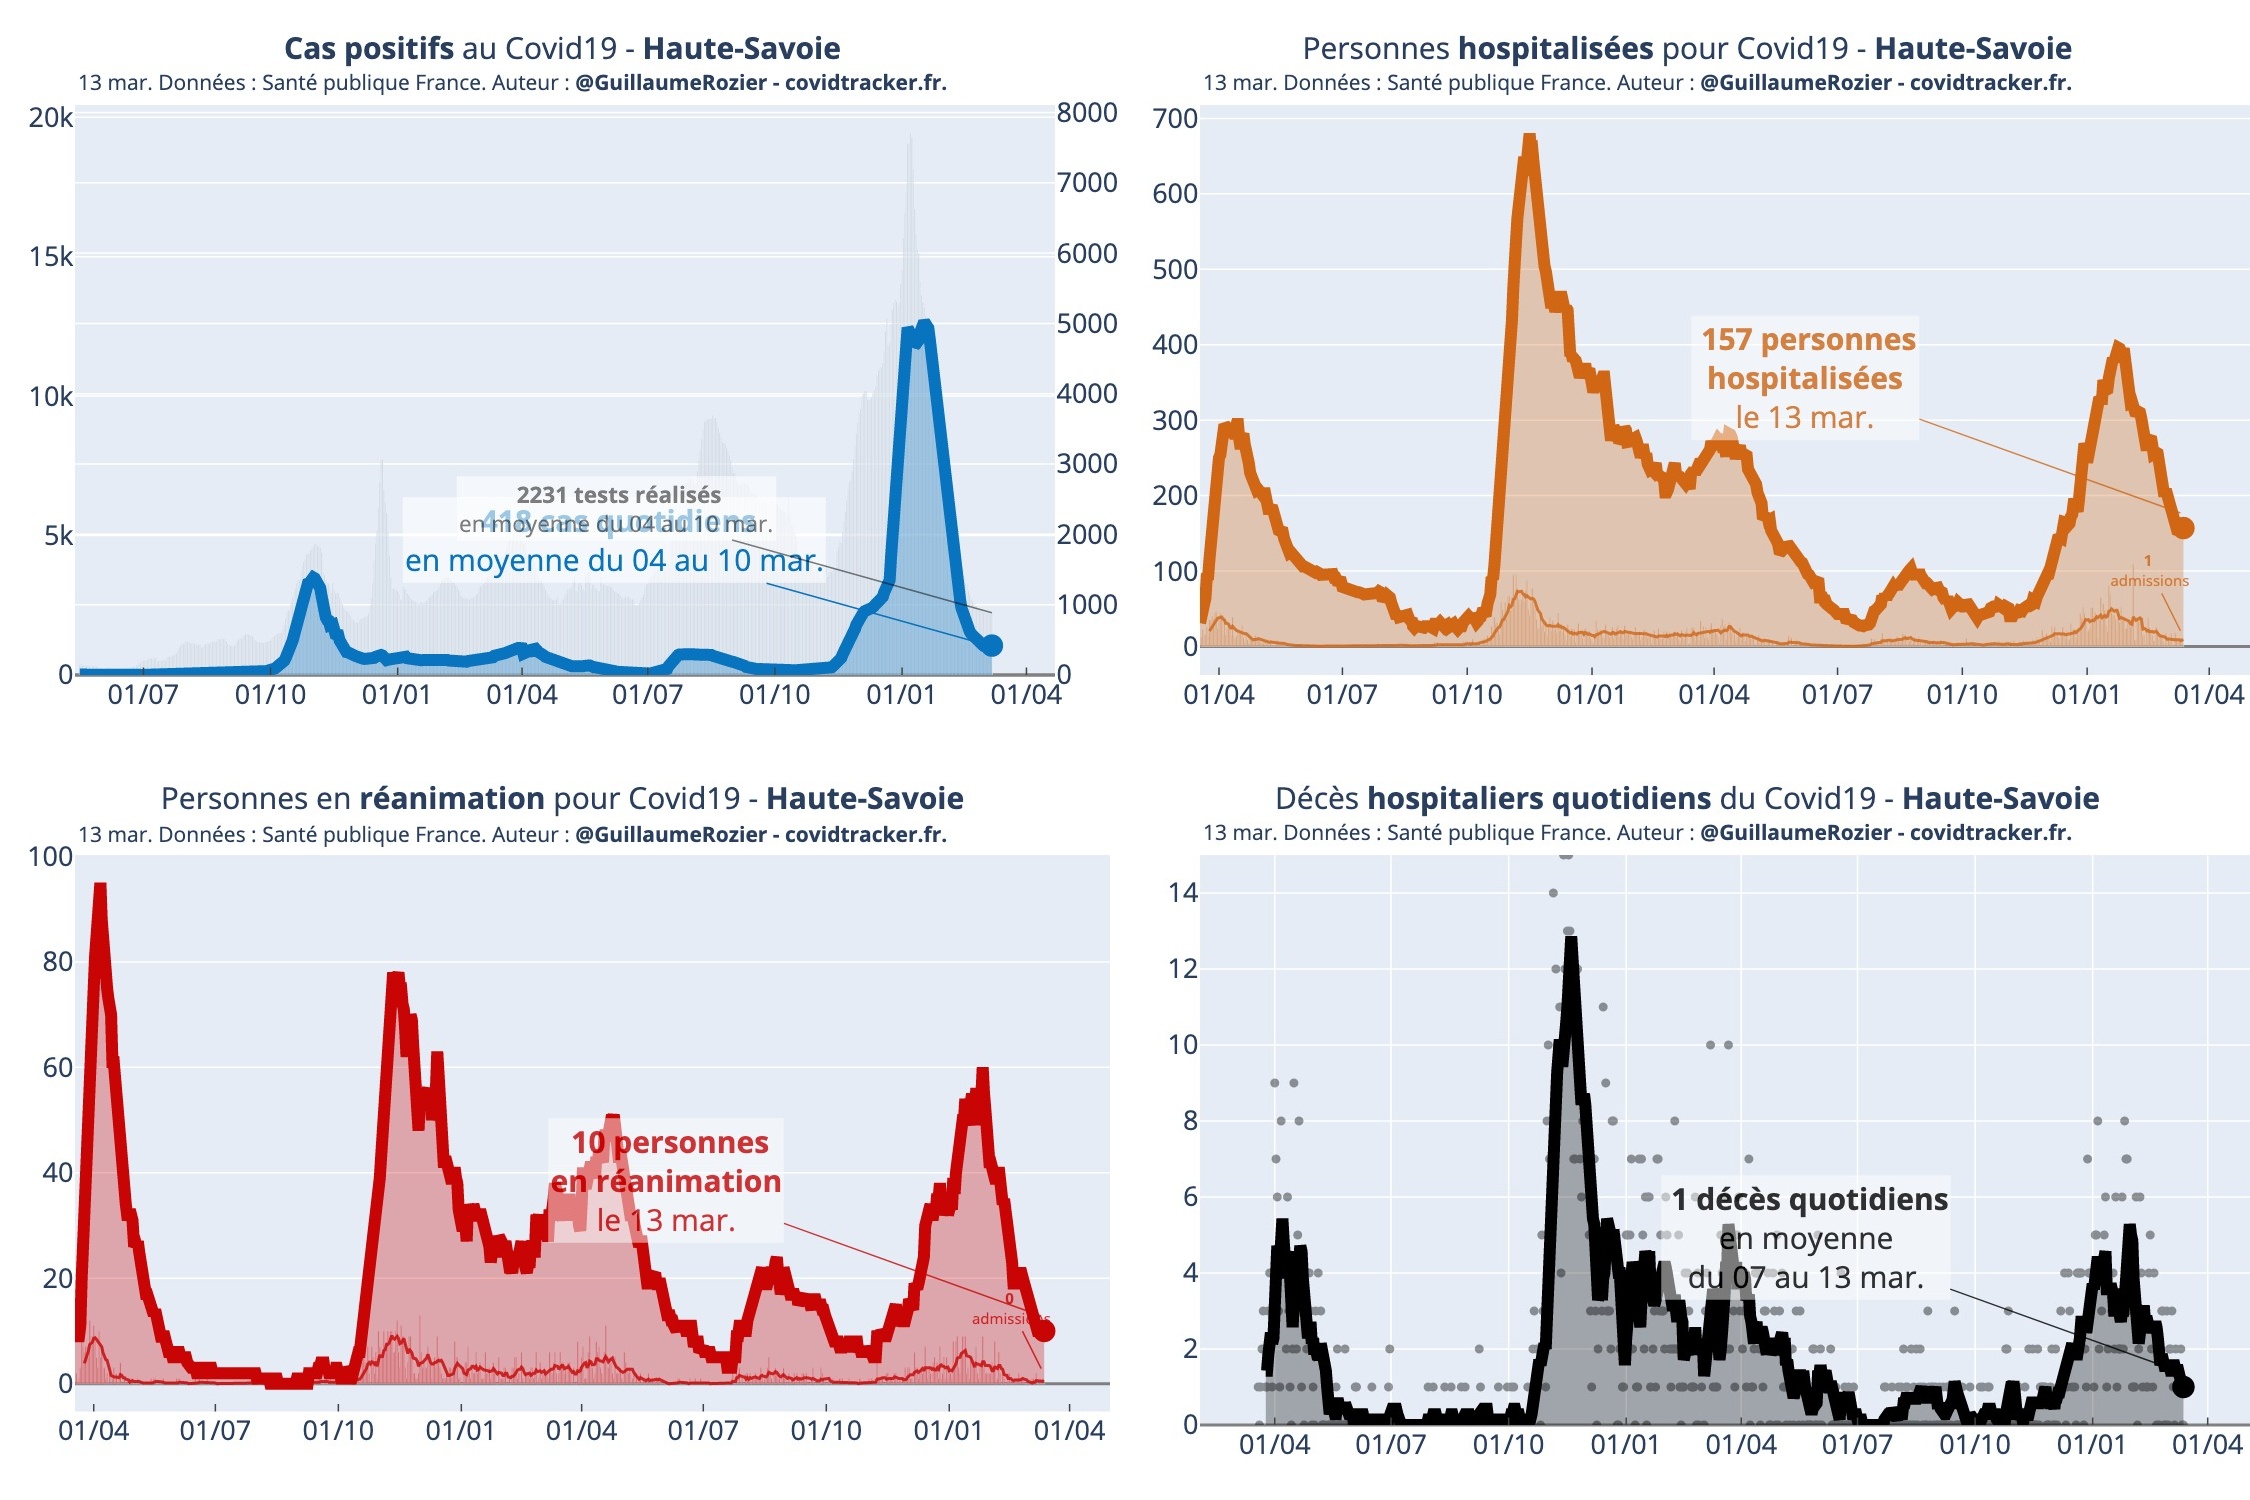 Cas positifs au Covid19 - Haute-Savoie
13 mar. Données : Santé publique France. Auteur : @GuillaumeRozier - covidtracker.fr.
20k
15k
10k
5k
0
8000
7000
6000
5000
4000
3000
2000
1000
0
2231 tests réalisés
en moyenne du 04 au 10 mar.
418 cas quotidiens
en moyenne du 04 au 10 mar.
01/07 01/10 01/01 01/04 01/07 01/10 01/01 01/04
Personnes hospitalisées pour Covid19 - Haute-Savoie
13 mar. Données : Santé publique France. Auteur : @GuillaumeRozier - covidtracker.fr.
700
600
500
400
300
200
100
0
157 personnes
hospitalisées
le 13 mar.
1
admissions
01/04 01/07 01/10 01/01 01/04 01/07 01/10 01/01 01/04
Personnes en réanimation pour Covid19 - Haute-Savoie
13 mar. Données : Santé publique France. Auteur : @GuillaumeRozier - covidtracker.fr.
100
80
60
40
20
0
10 personnes
en réanimation
le 13 mar.
0
admissions
01/04 01/07 01/10 01/01 01/04 01/07 01/10 01/01 01/04
Décès hospitaliers quotidiens du Covid19 - Haute-Savoie
13 mar. Données : Santé publique France. Auteur : @GuillaumeRozier - covidtracker.fr.
14
12
10
8
6
4
2
0
1 décès quotidiens
en moyenne
du 07 au 13 mar.
01/04 01/07 01/10 01/01 01/04 01/07 01/10 01/01 01/04